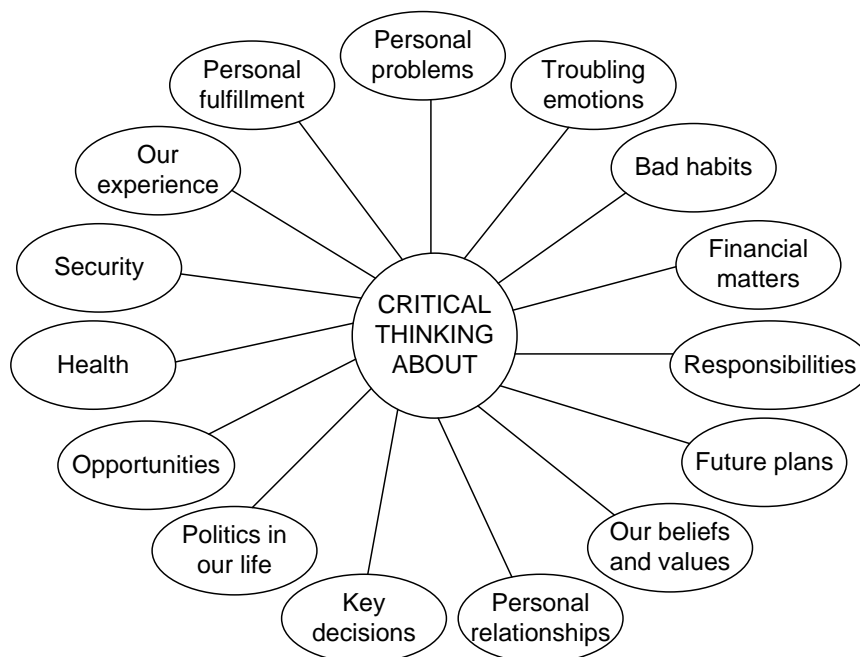 Personal
problems
Troubling
emotions
Bad habits
Financial
matters
Responsibilities
Future plans
Our beliefs
and values
Personal
relationships
Key
decisions
Politics in
our life
Opportunities
Health
Security
Our
experience
Personal
fulfillment
CRITICAL
THINKING
ABOUT